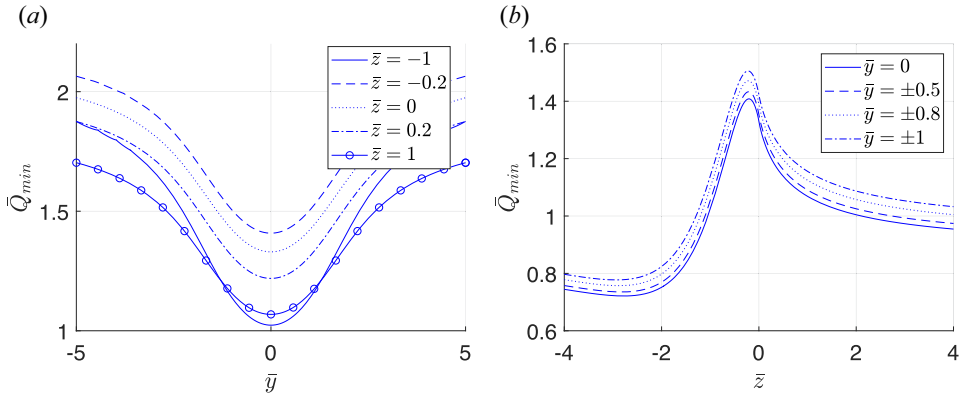 (a)
z̄ = −1
z̄ = −0.2
z̄ = 0
z̄ = 0.2
z̄ = 1
2
1.5
1
Q̄min
-5
0
5
ȳ
(b)
ȳ = 0
ȳ = ±0.5
ȳ = ±0.8
ȳ = ±1
1.6
1.4
1.2
1
0.8
0.6
Q̄min
-4
-2
0
2
4
z̄